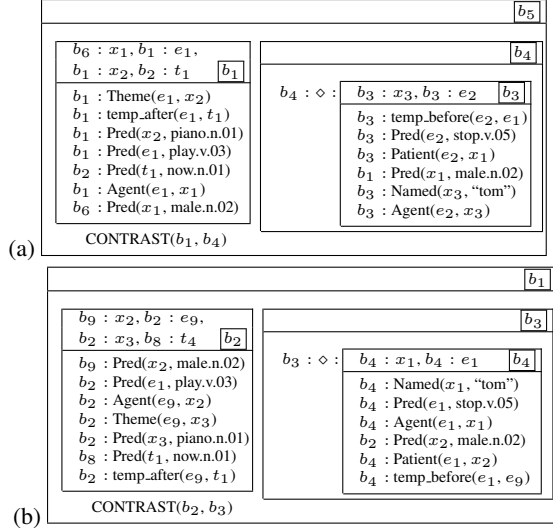 b₅
b₆ : x₁, b₁ : e₁,
b₁ : x₂, b₂ : t₁ b₁
b₁ : Theme(e₁, x₂)
b₁ : temp_after(e₁, t₁)
b₁ : Pred(x₂, piano.n.01)
b₁ : Pred(e₁, play.v.03)
b₂ : Pred(t₁, now.n.01)
b₁ : Agent(e₁, x₁)
b₆ : Pred(x₁, male.n.02)
b₄
b₄ : ⋄ :
b₃ : x₃, b₃ : e₂ b₃
b₃ : temp_before(e₂, e₁)
b₃ : Pred(e₂, stop.v.05)
b₃ : Patient(e₂, x₁)
b₁ : Pred(x₁, male.n.02)
b₃ : Named(x₃, “tom”)
b₃ : Agent(e₂, x₃)
CONTRAST(b₁, b₄)
(a)
b₁
b₉ : x₂, b₂ : e₉,
b₂ : x₃, b₈ : t₄ b₂
b₉ : Pred(x₂, male.n.02)
b₂ : Pred(e₁, play.v.03)
b₂ : Agent(e₉, x₂)
b₂ : Theme(e₉, x₃)
b₂ : Pred(x₃, piano.n.01)
b₈ : Pred(t₁, now.n.01)
b₂ : temp_after(e₉, t₁)
b₃
b₃ : ⋄ :
b₄ : x₁, b₄ : e₁ b₄
b₄ : Named(x₁, “tom”)
b₄ : Pred(e₁, stop.v.05)
b₄ : Agent(e₁, x₁)
b₂ : Pred(x₂, male.n.02)
b₄ : Patient(e₁, x₂)
b₄ : temp_before(e₁, e₉)
CONTRAST(b₂, b₃)
(b)